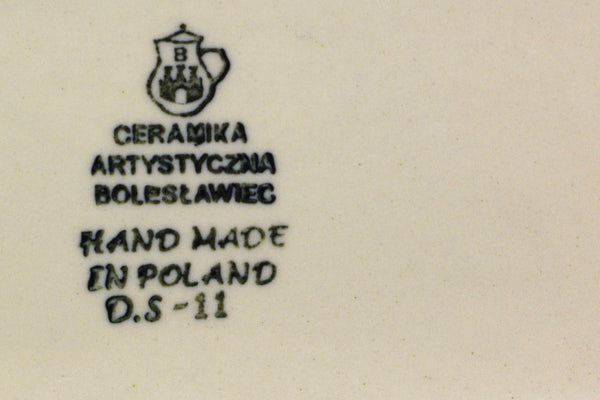 B
CERAMIKA
ARTYSTYCZNA
BOLESŁAWIEC
HAND MADE
IN POLAND
D.S-11